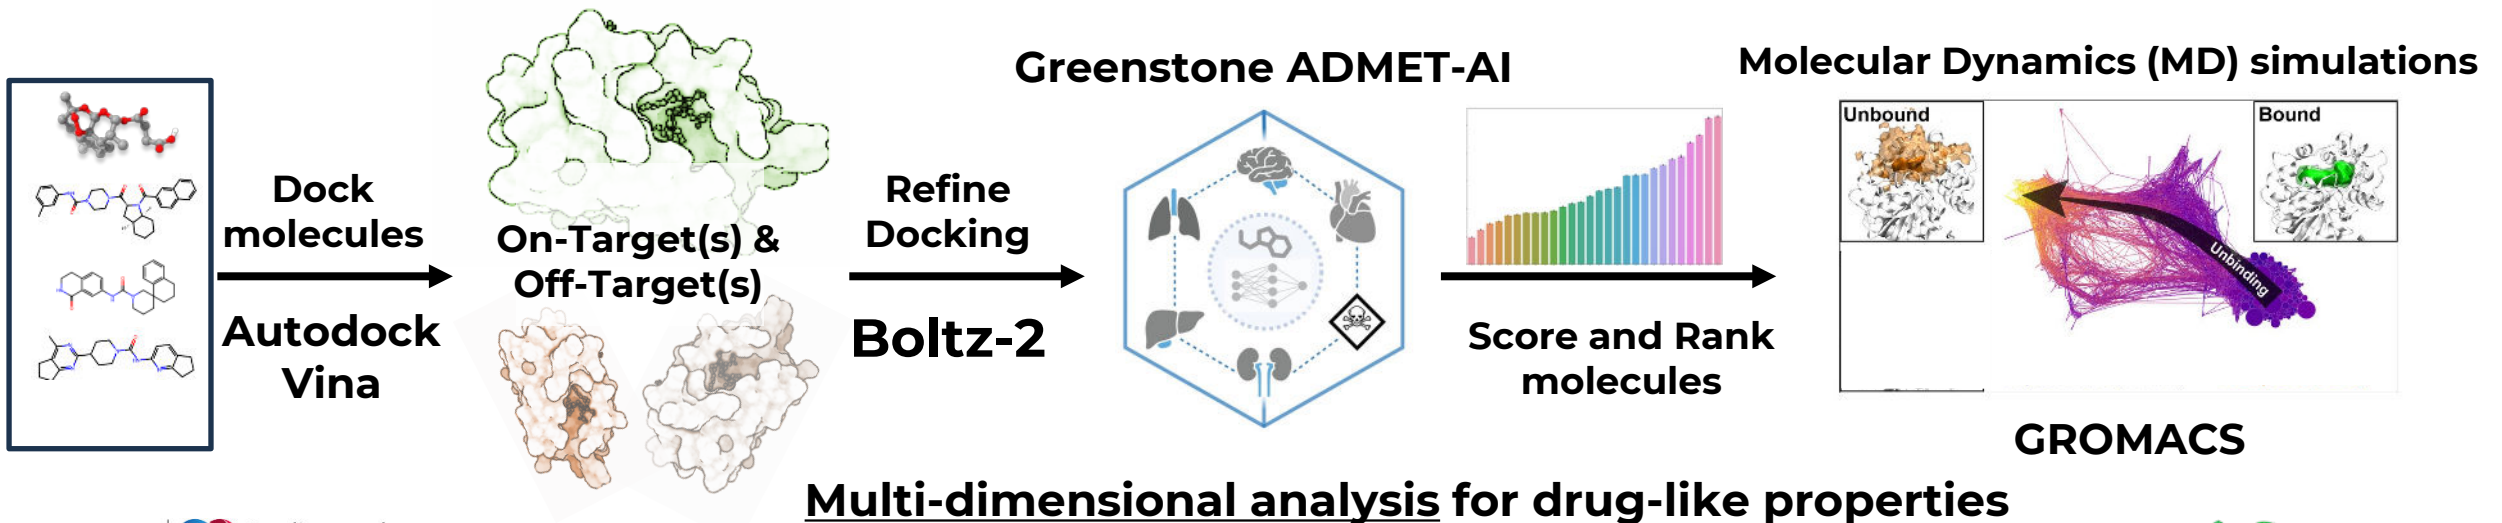 Dock
molecules
Autodock
Vina
On-Target(s) &
Off-Target(s)
Refine
Docking
Boltz-2
Greenstone ADMET-AI
Score and Rank
molecules
Molecular Dynamics (MD) simulations
Unbound
Bound
Unbinding
GROMACS
Multi-dimensional analysis for drug-like properties